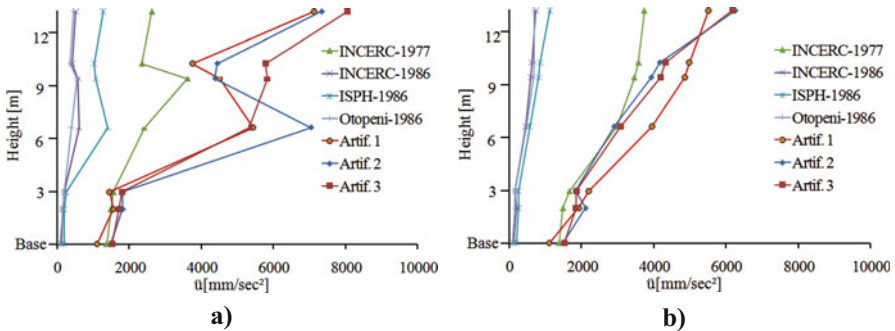 12
9
6
3
Base
Height [m]
0
2000
4000
6000
8000
10000
ü[mm/sec²]
INCERC-1977
INCERC-1986
ISPH-1986
Otopeni-1986
Artif. 1
Artif. 2
Artif. 3
a)
12
9
6
3
Base
Height [m]
0
2000
4000
6000
8000
10000
ü[mm/sec²]
INCERC-1977
INCERC-1986
ISPH-1986
Otopeni-1986
Artif. 1
Artif. 2
Artif. 3
b)